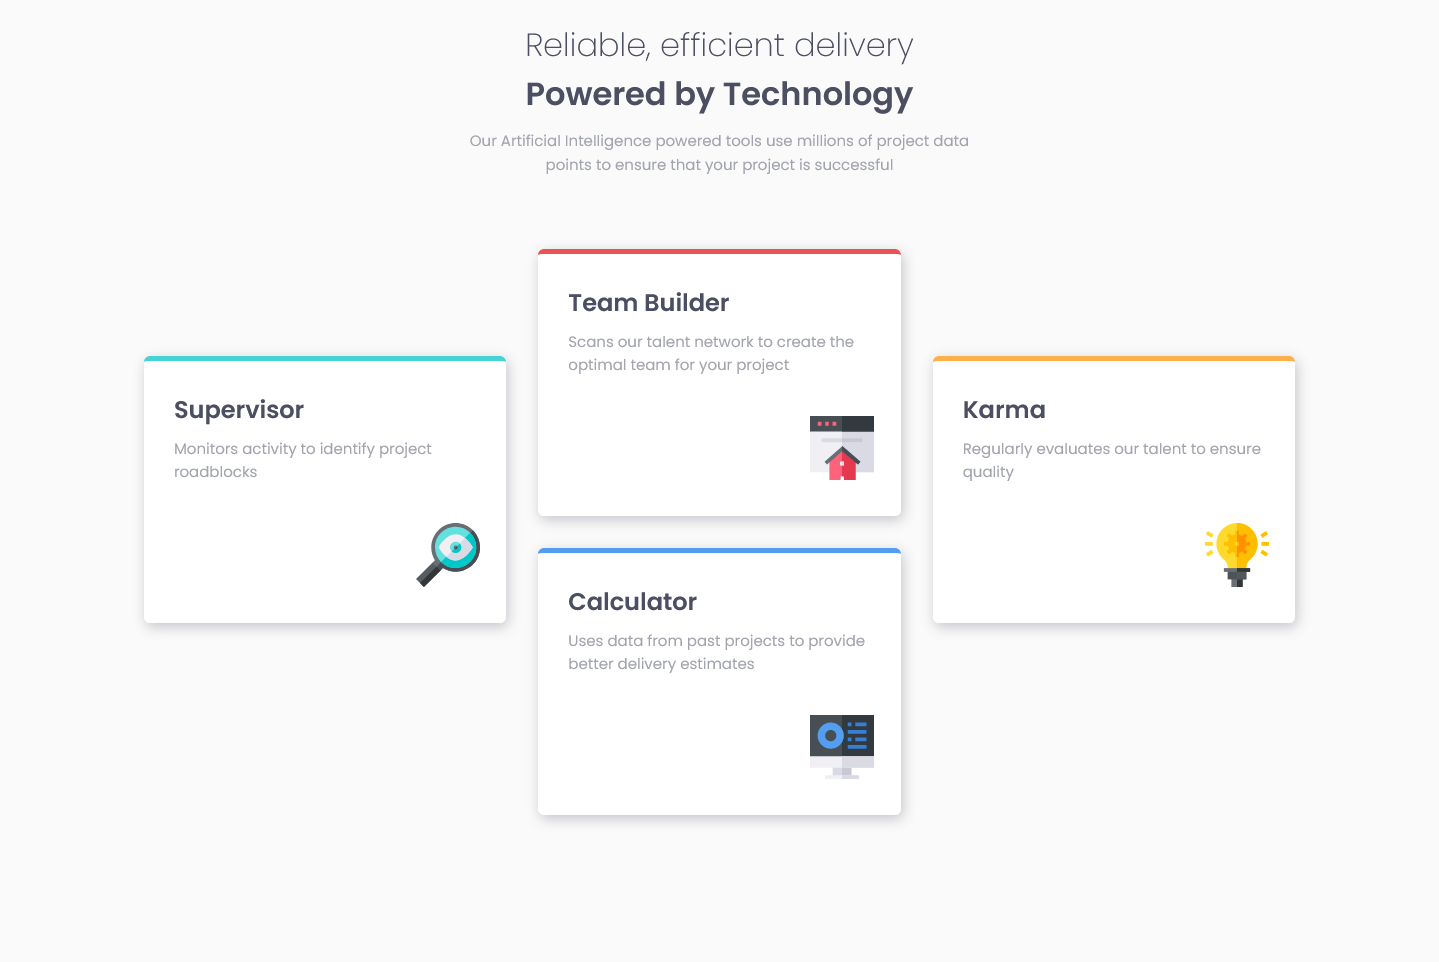 Reliable, efficient delivery
Powered by Technology
Our Artificial Intelligence powered tools use millions of project data
points to ensure that your project is successful
Supervisor
Monitors activity to identify project
roadblocks
Team Builder
Scans our talent network to create the
optimal team for your project
Calculator
Uses data from past projects to provide
better delivery estimates
Karma
Regularly evaluates our talent to ensure
quality